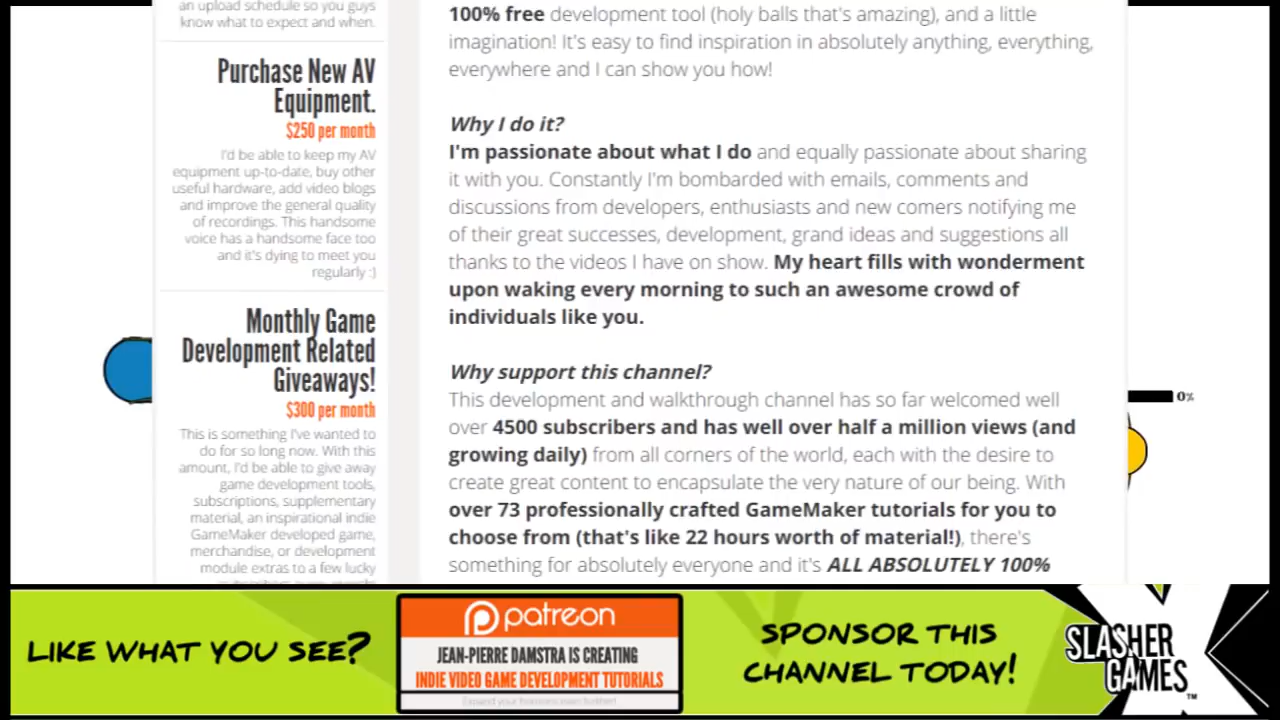 an upload schedule so you guys
know what to expect and when.
Purchase New AV
Equipment.
$250 per month
I'd be able to keep my AV
equipment up-to-date, buy other
useful hardware, add video blogs
and improve the general quality
of recordings. This handsome
voice has a handsome face too
and it's dying to meet you
regularly :)
Monthly Game
Development Related
Giveaways!
$300 per month
This is something I've wanted to
do for so long now. With this
amount, I'd be able to give away
game development tools,
subscriptions, supplementary
material, an inspirational indie
GameMaker developed game,
merchandise, or development
module extras to a few lucky
100% free development tool (holy balls that's amazing), and a little
imagination! It's easy to find inspiration in absolutely anything, everything,
everywhere and I can show you how!
Why I do it?
I'm passionate about what I do and equally passionate about sharing
it with you. Constantly I'm bombarded with emails, comments and
discussions from developers, enthusiasts and new comers notifying me
of their great successes, development, grand ideas and suggestions all
thanks to the videos I have on show. My heart fills with wonderment
upon waking every morning to such an awesome crowd of
individuals like you.
Why support this channel?
This development and walkthrough channel has so far welcomed well
over 4500 subscribers and has well over half a million views (and
growing daily) from all corners of the world, each with the desire to
create great content to encapsulate the very nature of our being. With
over 73 professionally crafted GameMaker tutorials for you to
choose from (that's like 22 hours worth of material!), there's
something for absolutely everyone and it's ALL ABSOLUTELY 100%
0%
LIKE WHAT YOU SEE?
patreon
JEAN-PIERRE DAMSTRA IS CREATING
INDIE VIDEO GAME DEVELOPMENT TUTORIALS
SPONSOR THIS
CHANNEL TODAY!
SLASHER
GAMES™